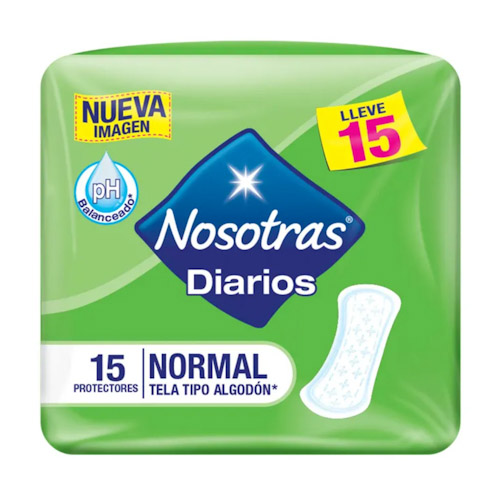 NUEVA
IMAGEN
LLEVE
15
pH
Balanceado*
Nosotras®
Diarios
15
PROTECTORES
NORMAL
TELA TIPO ALGODÓN*